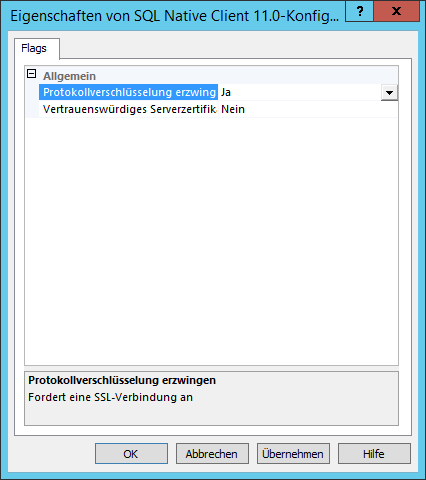 Eigenschaften von SQL Native Client 11.0-Konfig...
? x
Flags
Allgemein
Protokollverschlüsselung erzwing Ja
Vertrauenswürdiges Serverzertifik Nein
Protokollverschlüsselung erzwingen
Fordert eine SSL-Verbindung an
OK Abbrechen Übernehmen Hilfe